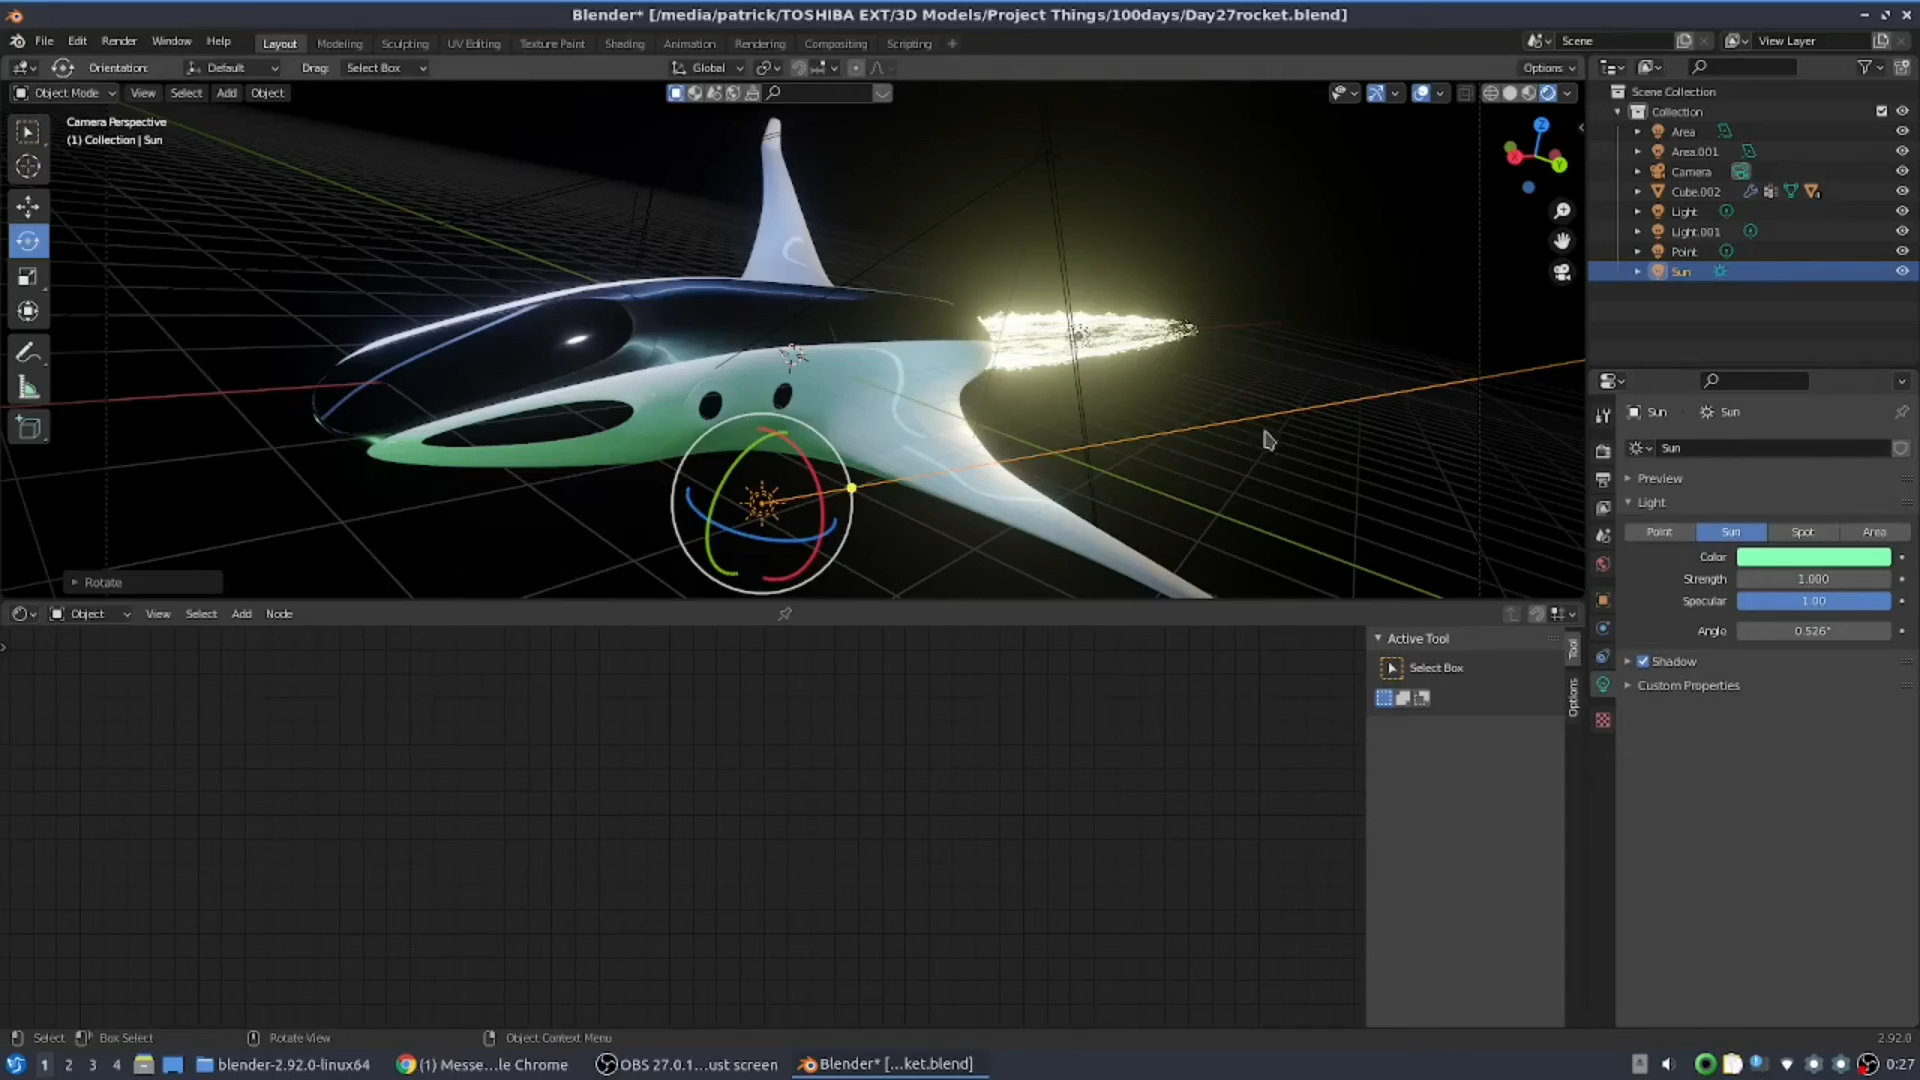 Blender* [/media/patrick/TOSHIBA EXT/3D Models/Project Things/100days/Day27rocket.blend]
File Edit Render Window Help Layout Modeling Sculpting UV Editing Texture Paint Shading Animation Rendering Compositing Scripting + Scene View Layer
Orientation: Default Drag: Select Box Global Options
Object Mode View Select Add Object
Scene Collection
Collection
Area
Area.001
Camera
Cube.002
Light
Light.001
Point
Sun
Camera Perspective
(1) Collection | Sun
Z
X
Y
Rotate
Sun Sun
Sun
Preview
Light
Point Sun Spot Area
Color
Strength 1.000
Specular 1.00
Angle 0.526°
Shadow
Custom Properties
Object View Select Add Node
Active Tool
Select Box
Tool
Options
Select Box Select Rotate View Object Context Menu 2.92.0
1 2 3 4 blender-2.92.0-linux64 (1) Messe...le Chrome OBS 27.0.1...ust screen Blender* [...ket.blend] 0:27